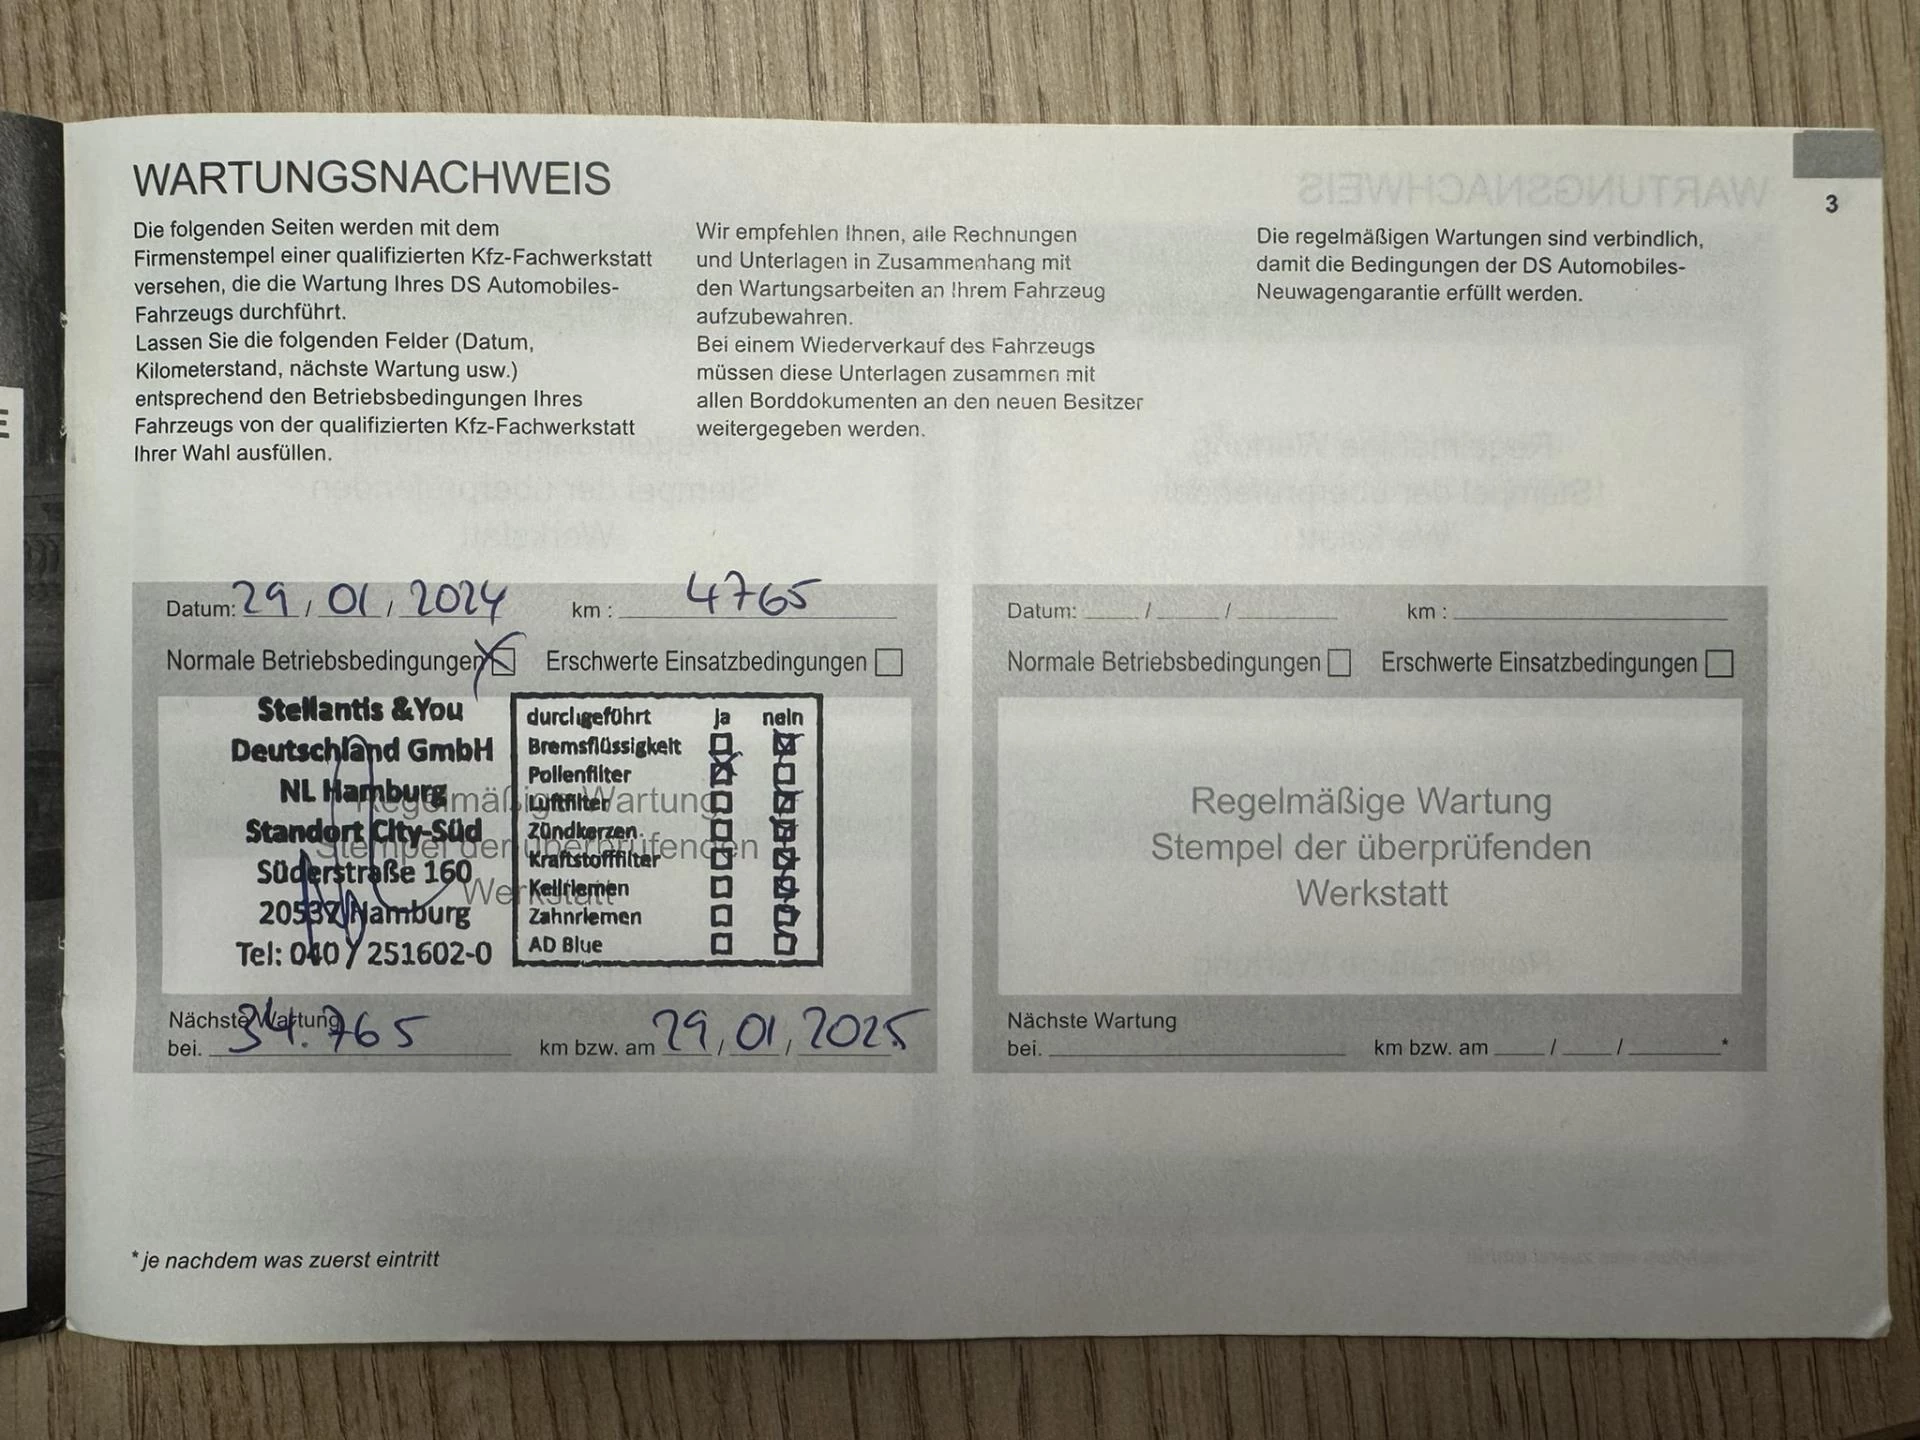 WARTUNGSNACHWEIS
3
Die folgenden Seiten werden mit dem
Firmenstempel einer qualifizierten Kfz-Fachwerkstatt
versehen, die die Wartung Ihres DS Automobiles-
Fahrzeugs durchführt.
Lassen Sie die folgenden Felder (Datum,
Kilometerstand, nächste Wartung usw.)
entsprechend den Betriebsbedingungen Ihres
Fahrzeugs von der qualifizierten Kfz-Fachwerkstatt
Ihrer Wahl ausfüllen.
Wir empfehlen Ihnen, alle Rechnungen
und Unterlagen in Zusammenhang mit
den Wartungsarbeiten an Ihrem Fahrzeug
aufzubewahren.
Bei einem Wiederverkauf des Fahrzeugs
müssen diese Unterlagen zusammen mit
allen Borddokumenten an den neuen Besitzer
weitergegeben werden.
Die regelmäßigen Wartungen sind verbindlich,
damit die Bedingungen der DS Automobiles-
Neuwagengarantie erfüllt werden.
Datum: 29 / 01 / 2024 km : 4765
Normale Betriebsbedingungen Erschwerte Einsatzbedingungen
Stellantis &You
Deutschland GmbH
NL Hamburg
Standort City-Süd
Süderstraße 160
20537 Hamburg
Tel: 040 / 251602-0
durchgeführt ja nein
Bremsflüssigkeit
Pollenfilter
Luftfilter
Zündkerzen
Kraftstofffilter
Keilriemen
Zahnriemen
AD Blue
Regelmäßige Wartung
Stempel der überprüfenden
Werkstatt
Nächste Wartung
bei. 34.765 km bzw. am 29 / 01 / 2025
Datum: / / km :
Normale Betriebsbedingungen Erschwerte Einsatzbedingungen
Regelmäßige Wartung
Stempel der überprüfenden
Werkstatt
Nächste Wartung
bei. km bzw. am / / *
* je nachdem was zuerst eintritt